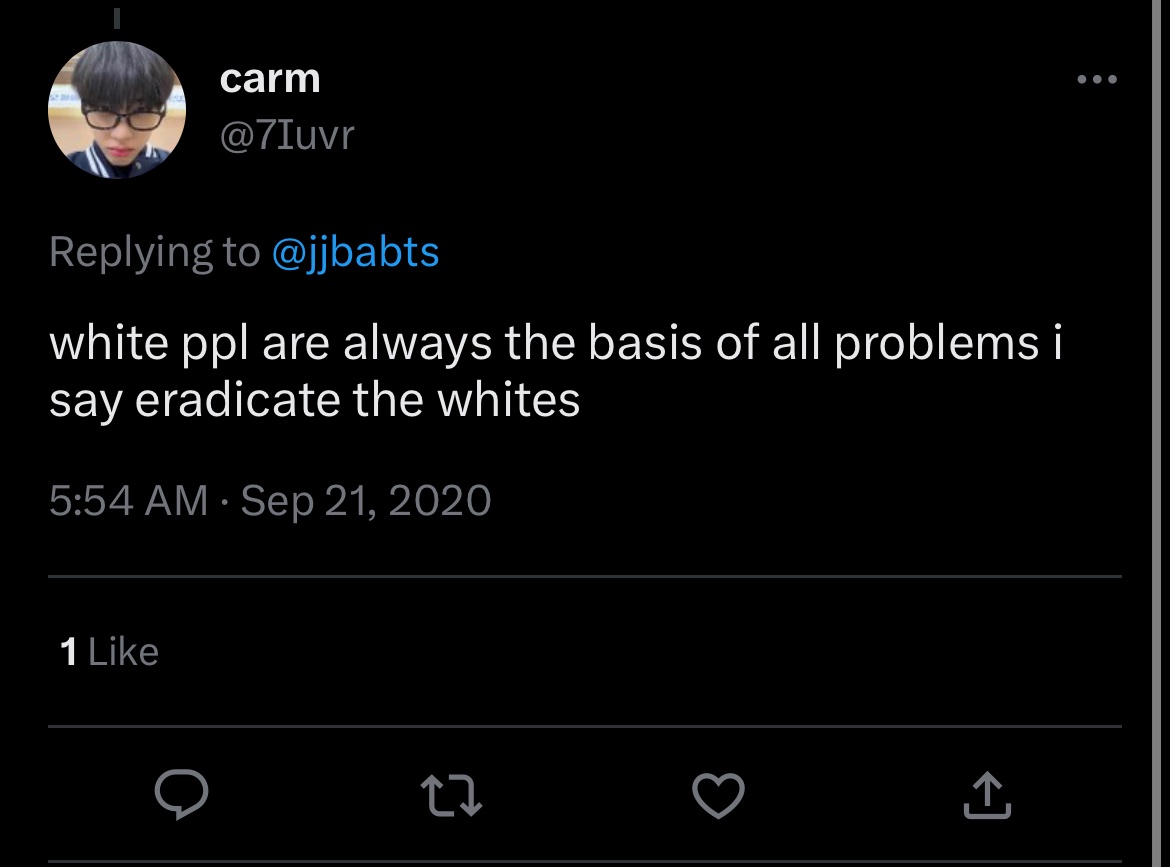 carm
@7Iuvr
Replying to @jjbabts
white ppl are always the basis of all problems i
say eradicate the whites
5:54 AM · Sep 21, 2020
1 Like